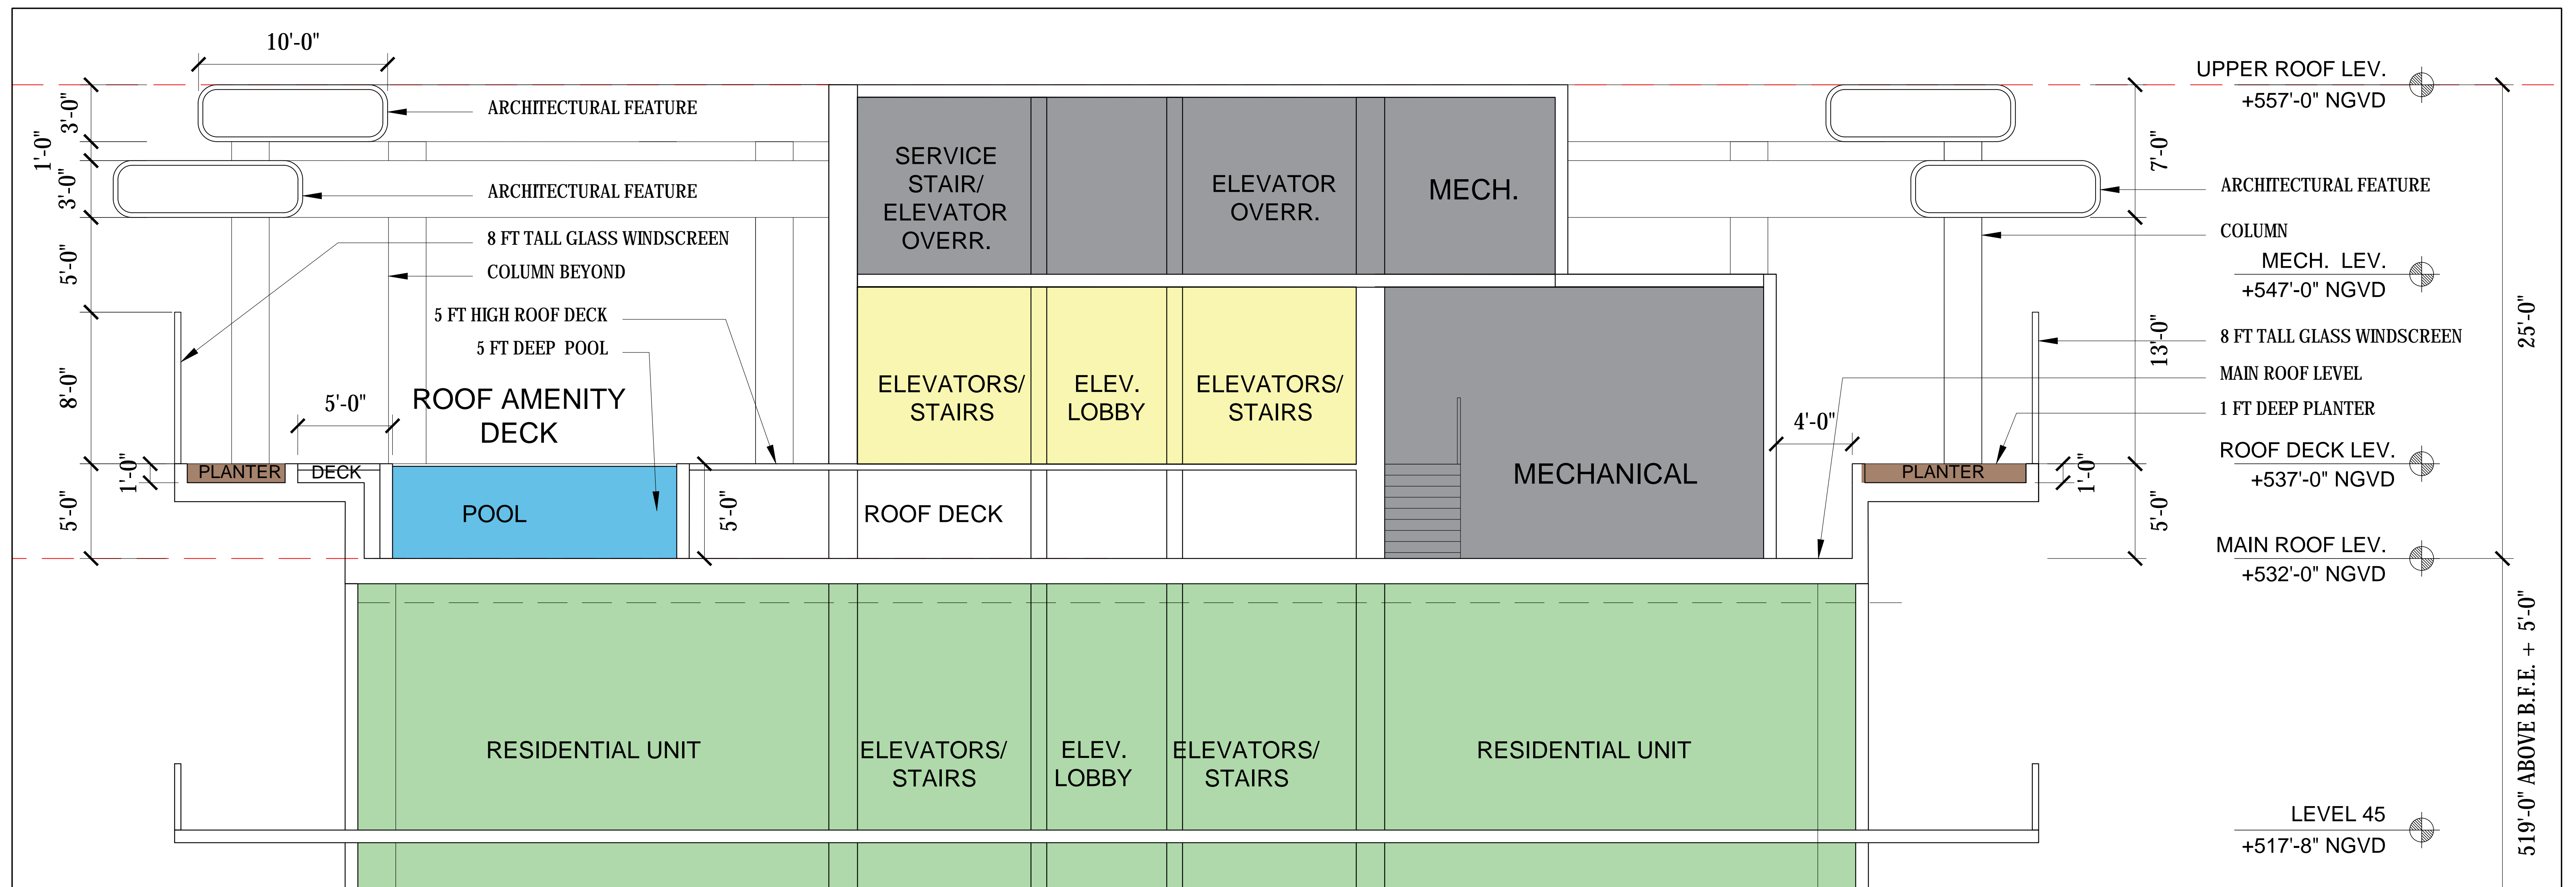 10'-0"
UPPER ROOF LEV.
+557'-0" NGVD
3'-0"
ARCHITECTURAL FEATURE
1'-0"
3'-0"
ARCHITECTURAL FEATURE
SERVICE
STAIR/
ELEVATOR
OVERR.
ELEVATOR
OVERR.
MECH.
7'-0"
ARCHITECTURAL FEATURE
5'-0"
8 FT TALL GLASS WINDSCREEN
COLUMN BEYOND
COLUMN
MECH. LEV.
+547'-0" NGVD
5 FT HIGH ROOF DECK
5 FT DEEP POOL
25'-0"
13'-0"
8 FT TALL GLASS WINDSCREEN
MAIN ROOF LEVEL
1 FT DEEP PLANTER
8'-0"
5'-0"
ROOF AMENITY
DECK
ELEVATORS/
STAIRS
ELEV.
LOBBY
ELEVATORS/
STAIRS
4'-0"
ROOF DECK LEV.
+537'-0" NGVD
1'-0"
PLANTER
DECK
MECHANICAL
PLANTER
1'-0"
5'-0"
POOL
5'-0"
ROOF DECK
5'-0"
MAIN ROOF LEV.
+532'-0" NGVD
519'-0" ABOVE B.F.E. + 5'-0"
RESIDENTIAL UNIT
ELEVATORS/
STAIRS
ELEV.
LOBBY
ELEVATORS/
STAIRS
RESIDENTIAL UNIT
LEVEL 45
+517'-8" NGVD